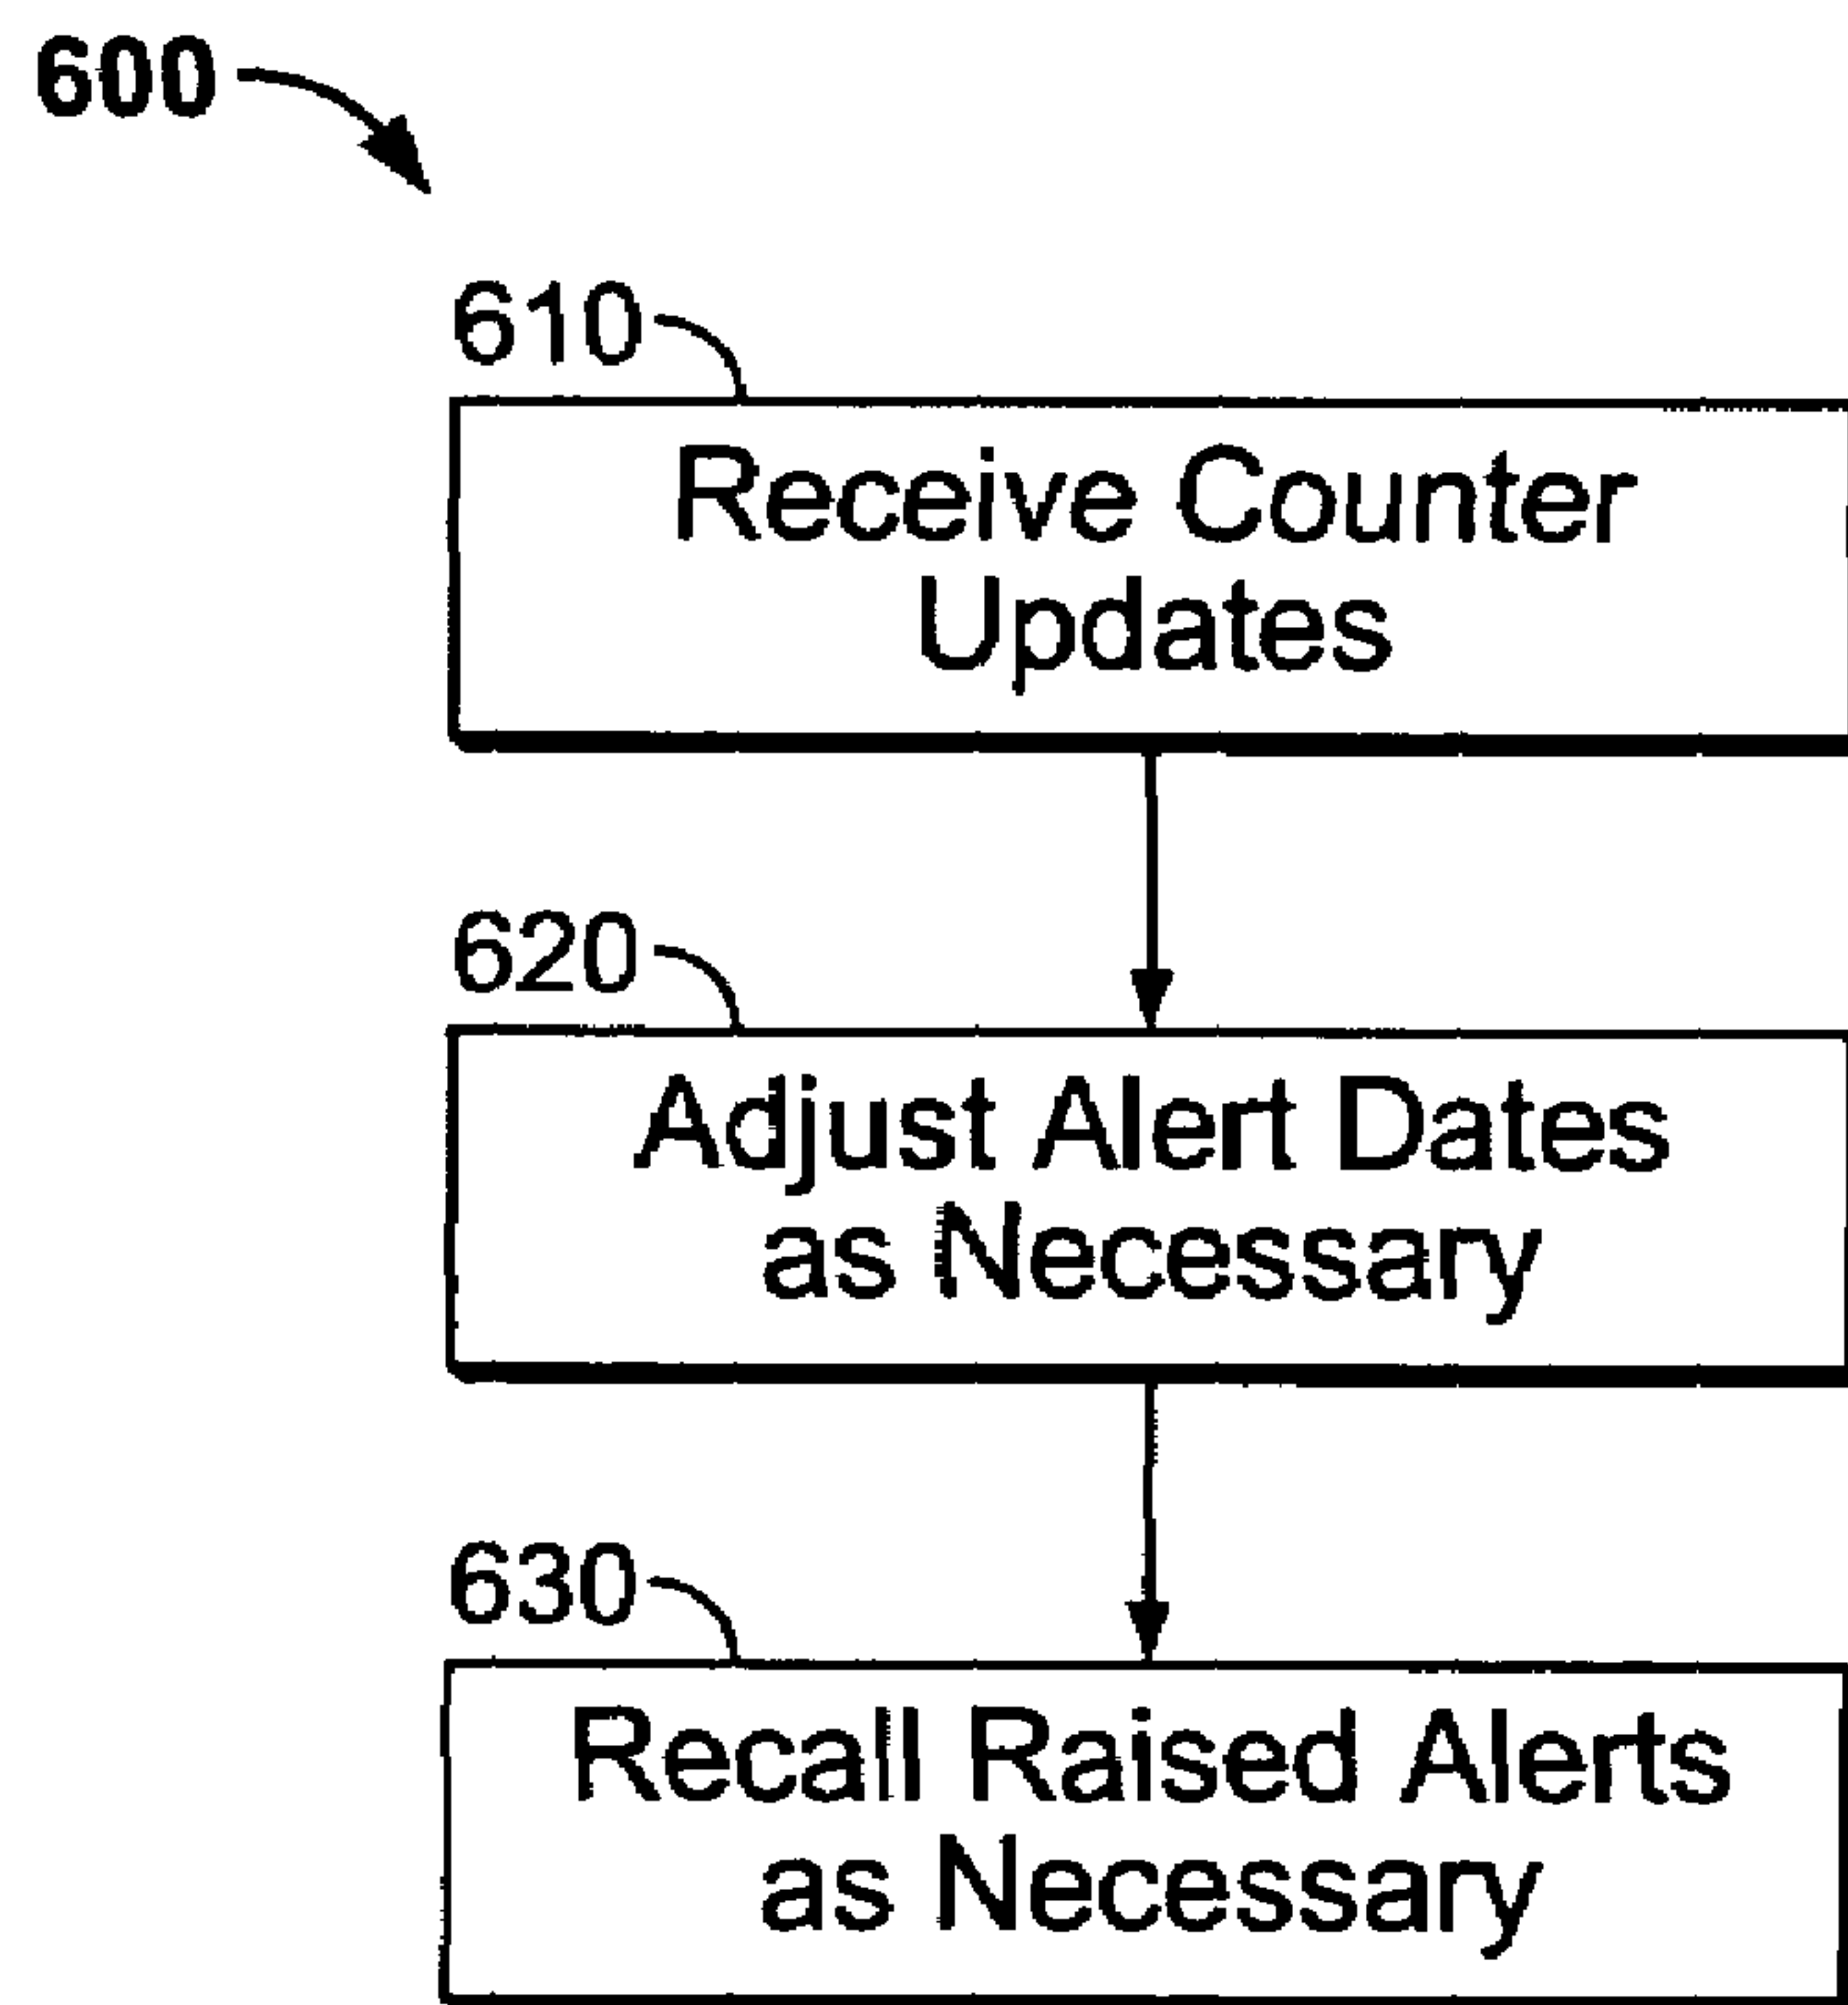 600
610
Receive Counter
Updates
620
Adjust Alert Dates
as Necessary
630
Recall Raised Alerts
as Necessary